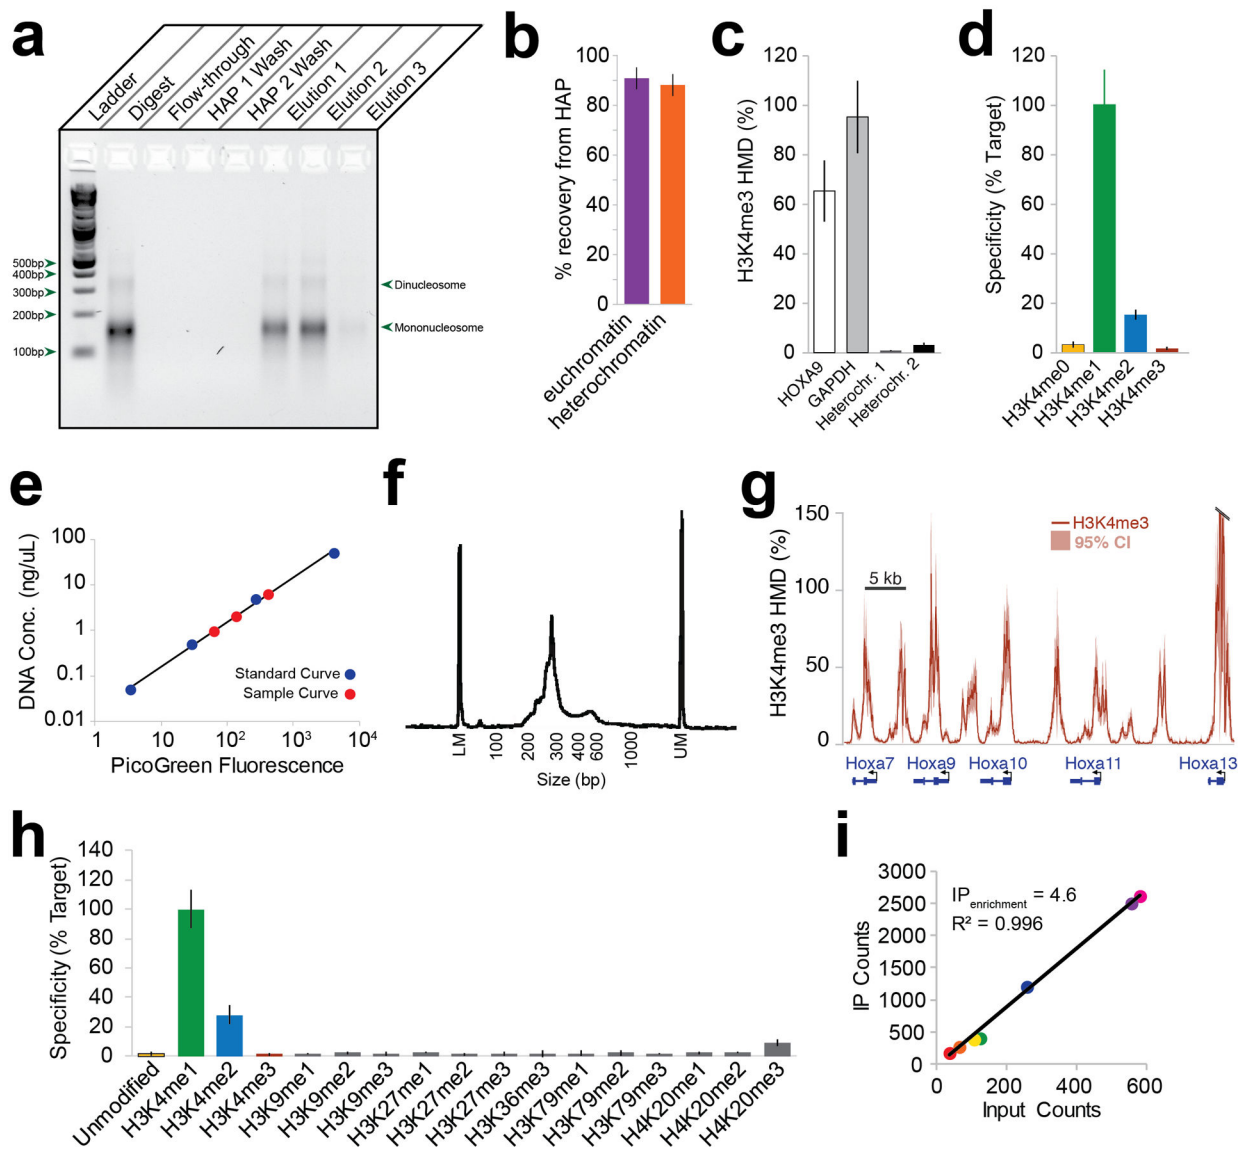 a
Ladder
Digest
Flow-through
HAP 1 Wash
HAP 2 Wash
Elution 1
Elution 2
Elution 3
500bp
400bp
300bp
200bp
100bp
Dinucleosome
Mononucleosome
b
% recovery from HAP
100
80
60
40
20
0
euchromatin
heterochromatin
c
H3K4me3 HMD (%)
120
100
80
60
40
20
0
HOXA9
GAPDH
Heterochr. 1
Heterochr. 2
d
Specificity (% Target)
120
100
80
60
40
20
0
H3K4me0
H3K4me1
H3K4me2
H3K4me3
e
DNA Conc. (ng/uL)
100
10
1
0.1
0.01
Standard Curve
Sample Curve
1
10
10²
10³
10⁴
PicoGreen Fluorescence
f
LM
100
200
300
400
600
1000
UM
Size (bp)
g
H3K4me3 HMD (%)
150
100
50
0
H3K4me3
95% CI
5 kb
Hoxa7
Hoxa9
Hoxa10
Hoxa11
Hoxa13
h
Specificity (% Target)
140
120
100
80
60
40
20
0
Unmodified
H3K4me1
H3K4me2
H3K4me3
H3K9me1
H3K9me2
H3K9me3
H3K27me1
H3K27me2
H3K27me3
H3K36me3
H3K79me1
H3K79me2
H3K79me3
H4K20me1
H4K20me2
H4K20me3
i
IP Counts
3000
2500
2000
1500
1000
500
0
IPenrichment = 4.6
R² = 0.996
0
200
400
600
Input Counts